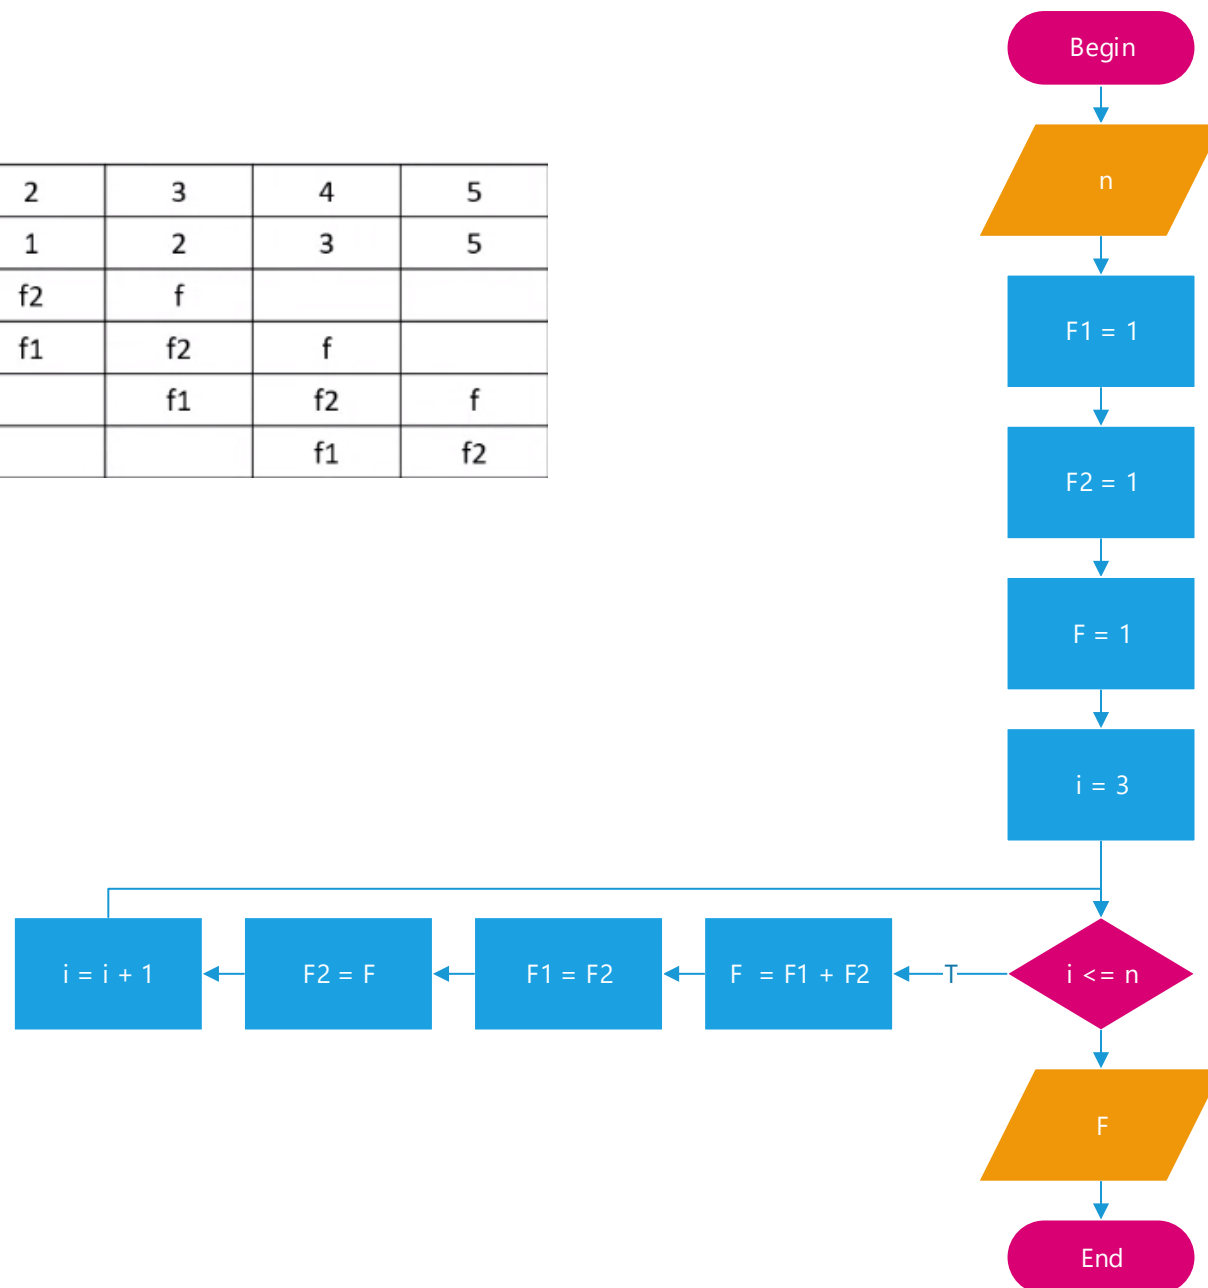 Begin
n
2 3 4 5
1 2 3 5
f2 f
f1 f2 f
f1 f2 f
f1 f2
F1 = 1
F2 = 1
F = 1
i = 3
i = i + 1
F2 = F
F1 = F2
F = F1 + F2
T
i <= n
F
End